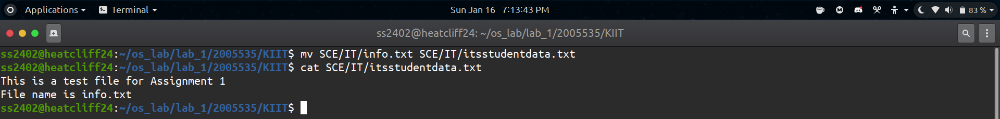 Applications Terminal Sun Jan 16 7:13:43 PM 83 %
ss2402@heatcliff24: ~/os_lab/lab_1/2005535/KIIT
ss2402@heatcliff24:~/os_lab/lab_1/2005535/KIIT$ mv SCE/IT/info.txt SCE/IT/itsstudentdata.txt
ss2402@heatcliff24:~/os_lab/lab_1/2005535/KIIT$ cat SCE/IT/itsstudentdata.txt
This is a test file for Assignment 1
File name is info.txt
ss2402@heatcliff24:~/os_lab/lab_1/2005535/KIIT$